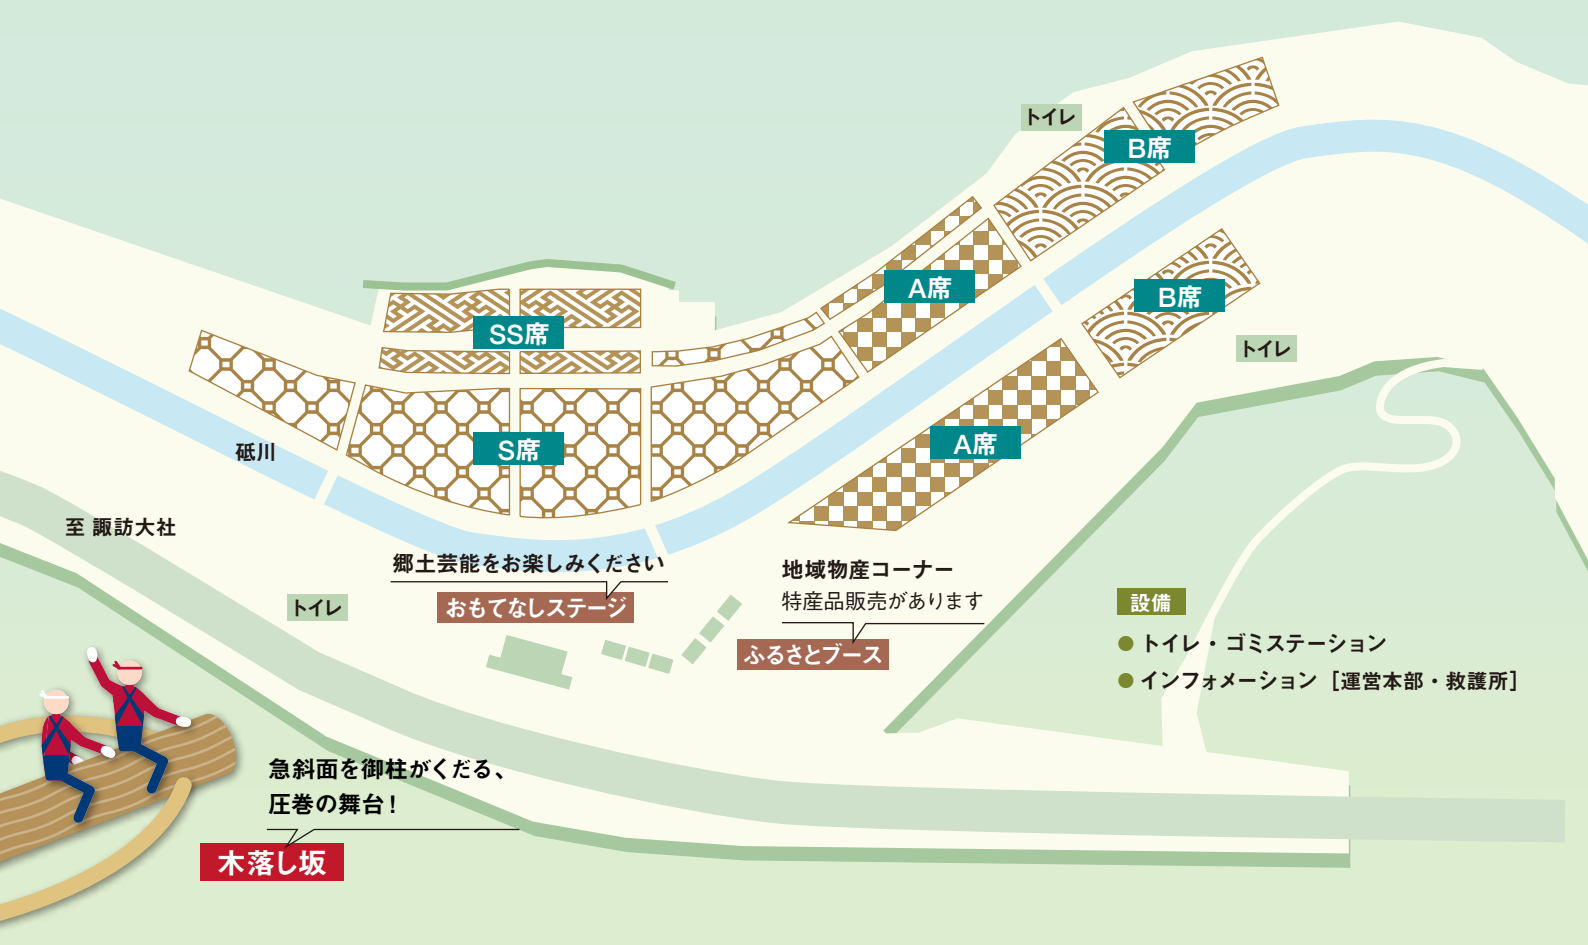 トイレ
B席
A席
B席
SS席
トイレ
S席
A席
砥川
至 諏訪大社
郷土芸能をお楽しみください
おもてなしステージ
トイレ
地域物産コーナー
特産品販売があります
ふるさとブース
設備
● トイレ・ゴミステーション
● インフォメーション［運営本部・救護所］
急斜面を御柱がくだる、
圧巻の舞台！
木落し坂